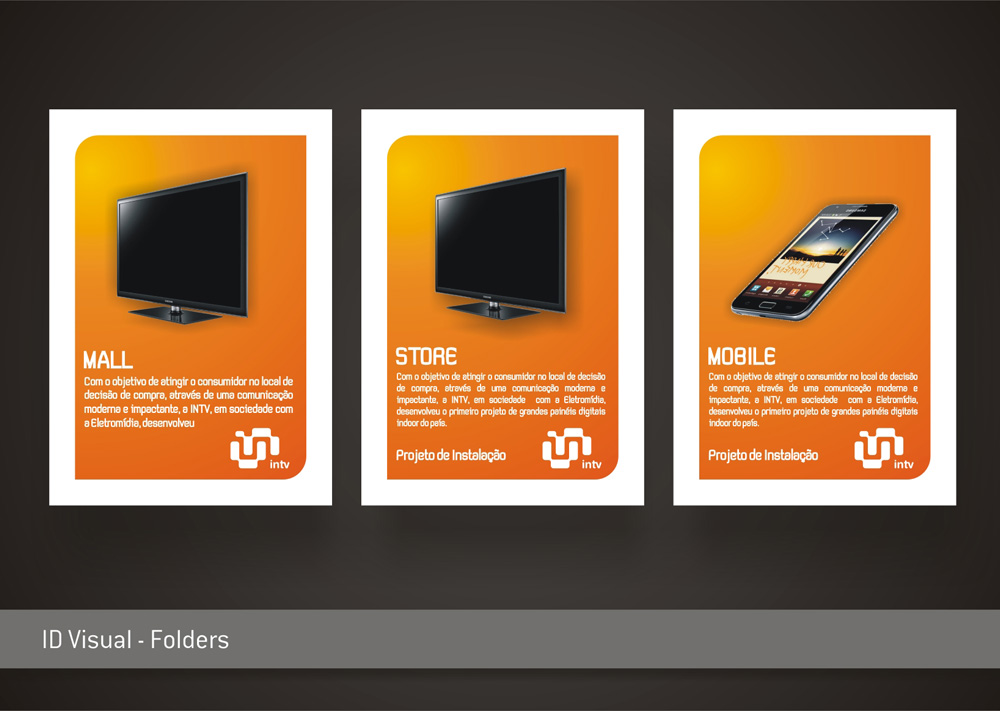 MALL
Com o objetivo de atingir o consumidor no local de
decisão de compra, através de uma comunicação
moderna e impactante, a INTV, em sociedade com
a Eletromídia, desenvolveu
intv
STORE
Com o objetivo de atingir o consumidor no local de decisão
de compra, através de uma comunicação moderna e
impactante, a INTV, em sociedade com a Eletromídia,
desenvolveu o primeiro projeto de grandes painéis digitais
indoor do país.
Projeto de Instalação
intv
MOBILE
Com o objetivo de atingir o consumidor no local de decisão
de compra, através de uma comunicação moderna e
impactante, a INTV, em sociedade com a Eletromídia,
desenvolveu o primeiro projeto de grandes painéis digitais
indoor do país.
Projeto de Instalação
intv
ID Visual - Folders